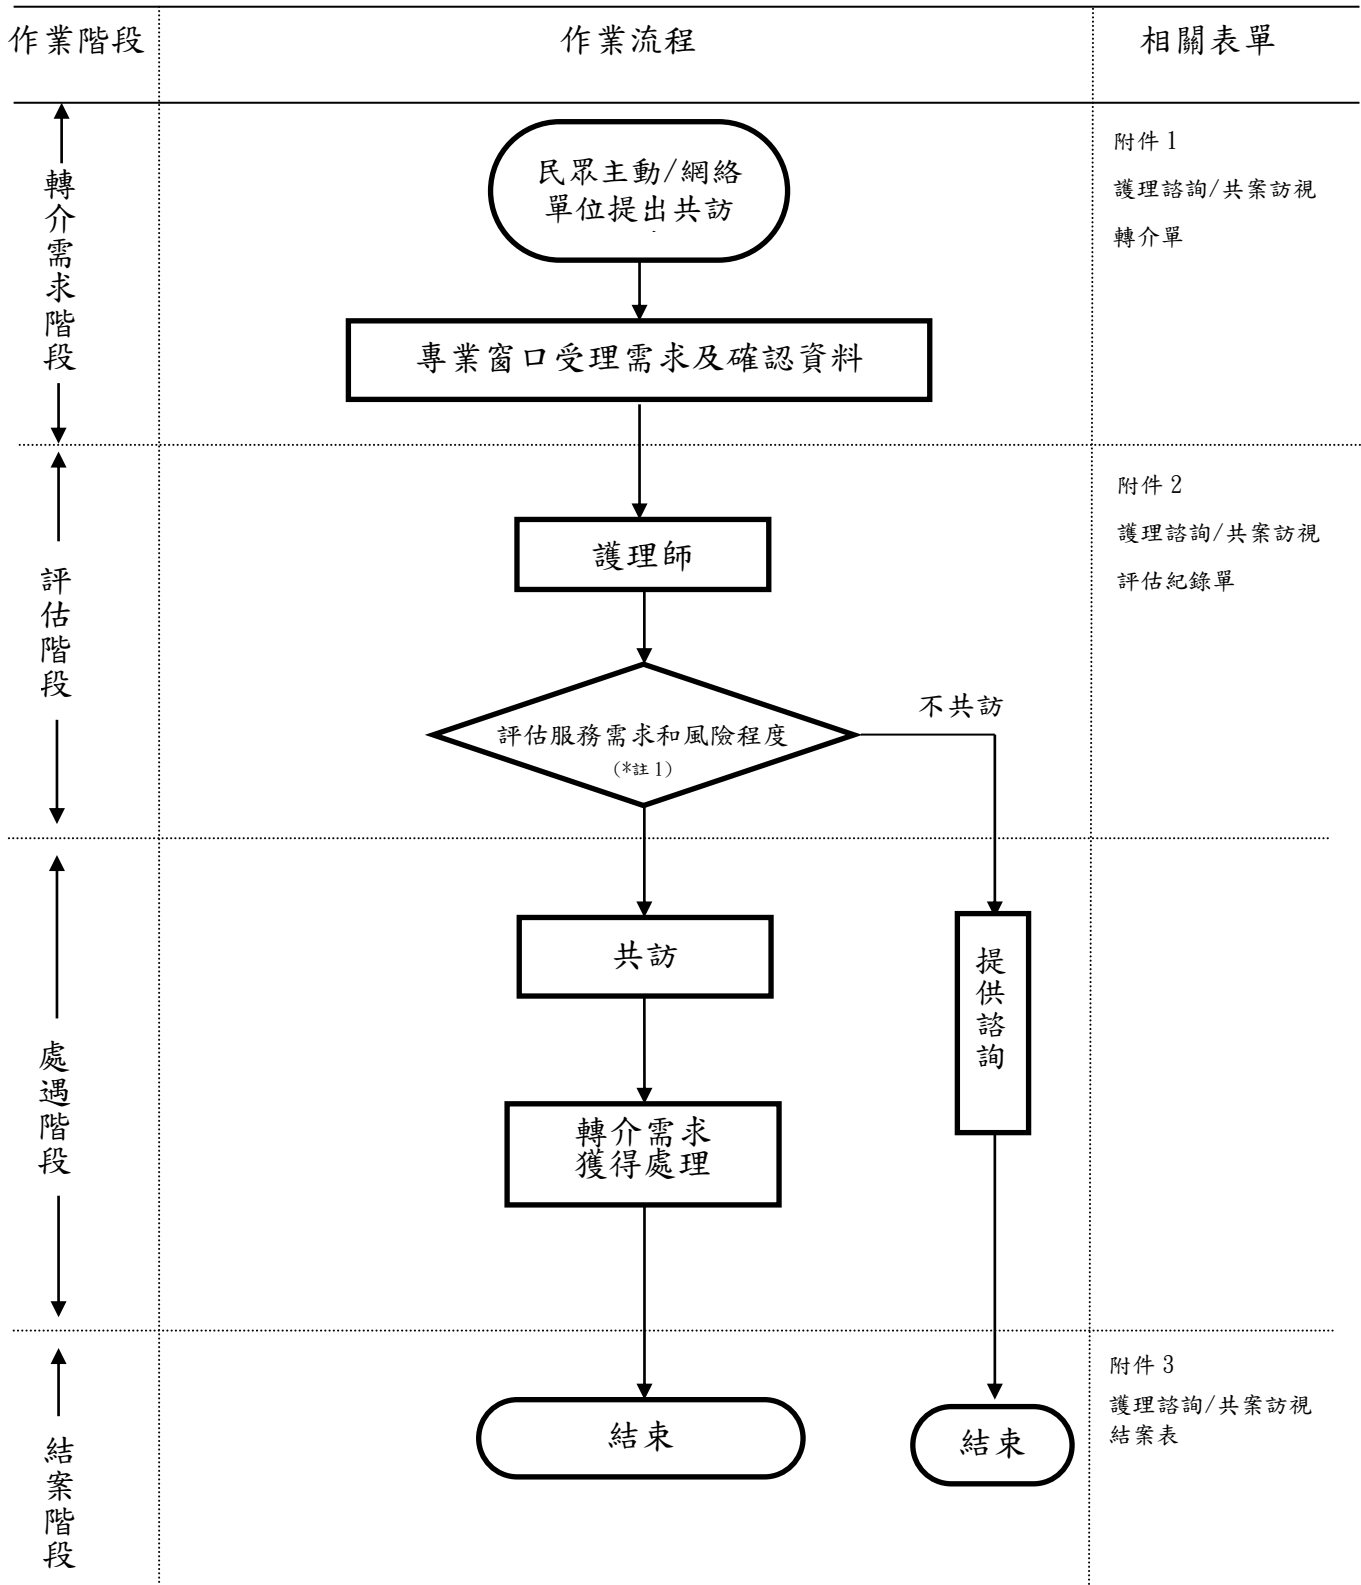 作業階段
作業流程
相關表單
轉介需求階段
民眾主動/網絡
單位提出共訪
專業窗口受理需求及確認資料
附件 1
護理諮詢/共案訪視
轉介單
評估階段
護理師
評估服務需求和風險程度
(*註 1)
不共訪
附件 2
護理諮詢/共案訪視
評估紀錄單
處遇階段
共訪
提供諮詢
轉介需求
獲得處理
結案階段
結束
結束
附件 3
護理諮詢/共案訪視
結案表